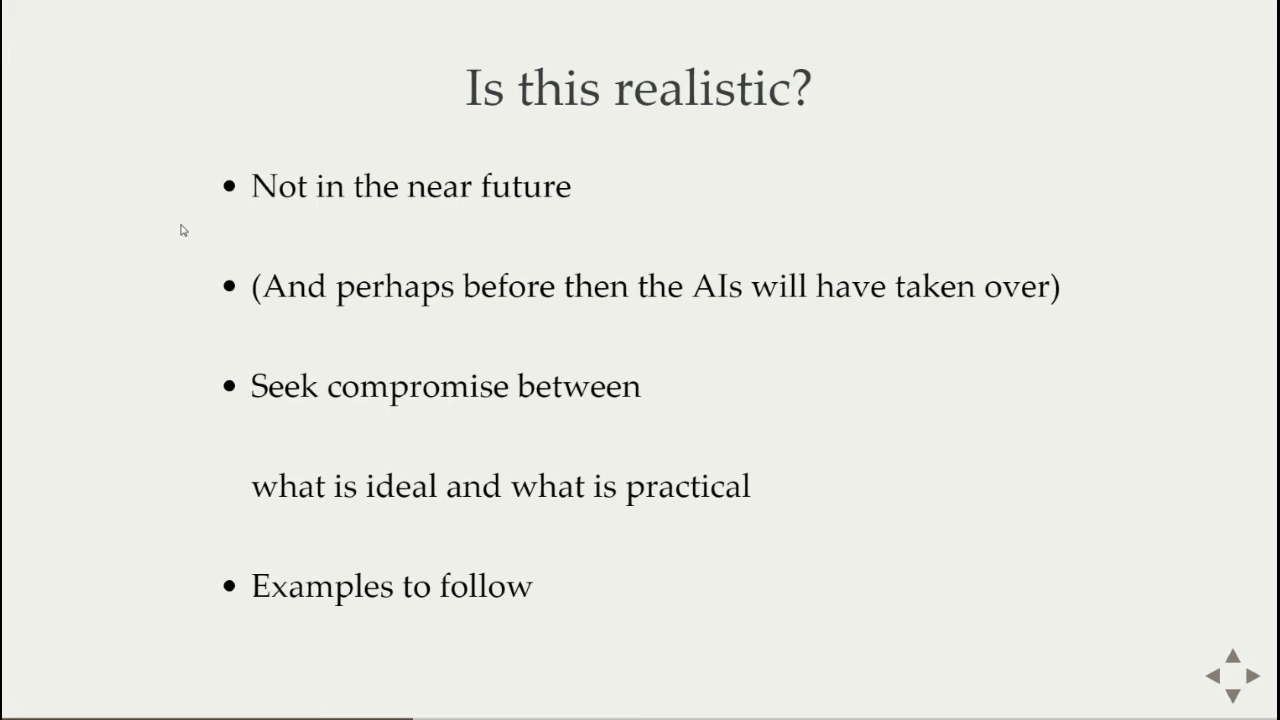 Is this realistic?
• Not in the near future
• (And perhaps before then the AIs will have taken over)
• Seek compromise between
what is ideal and what is practical
• Examples to follow